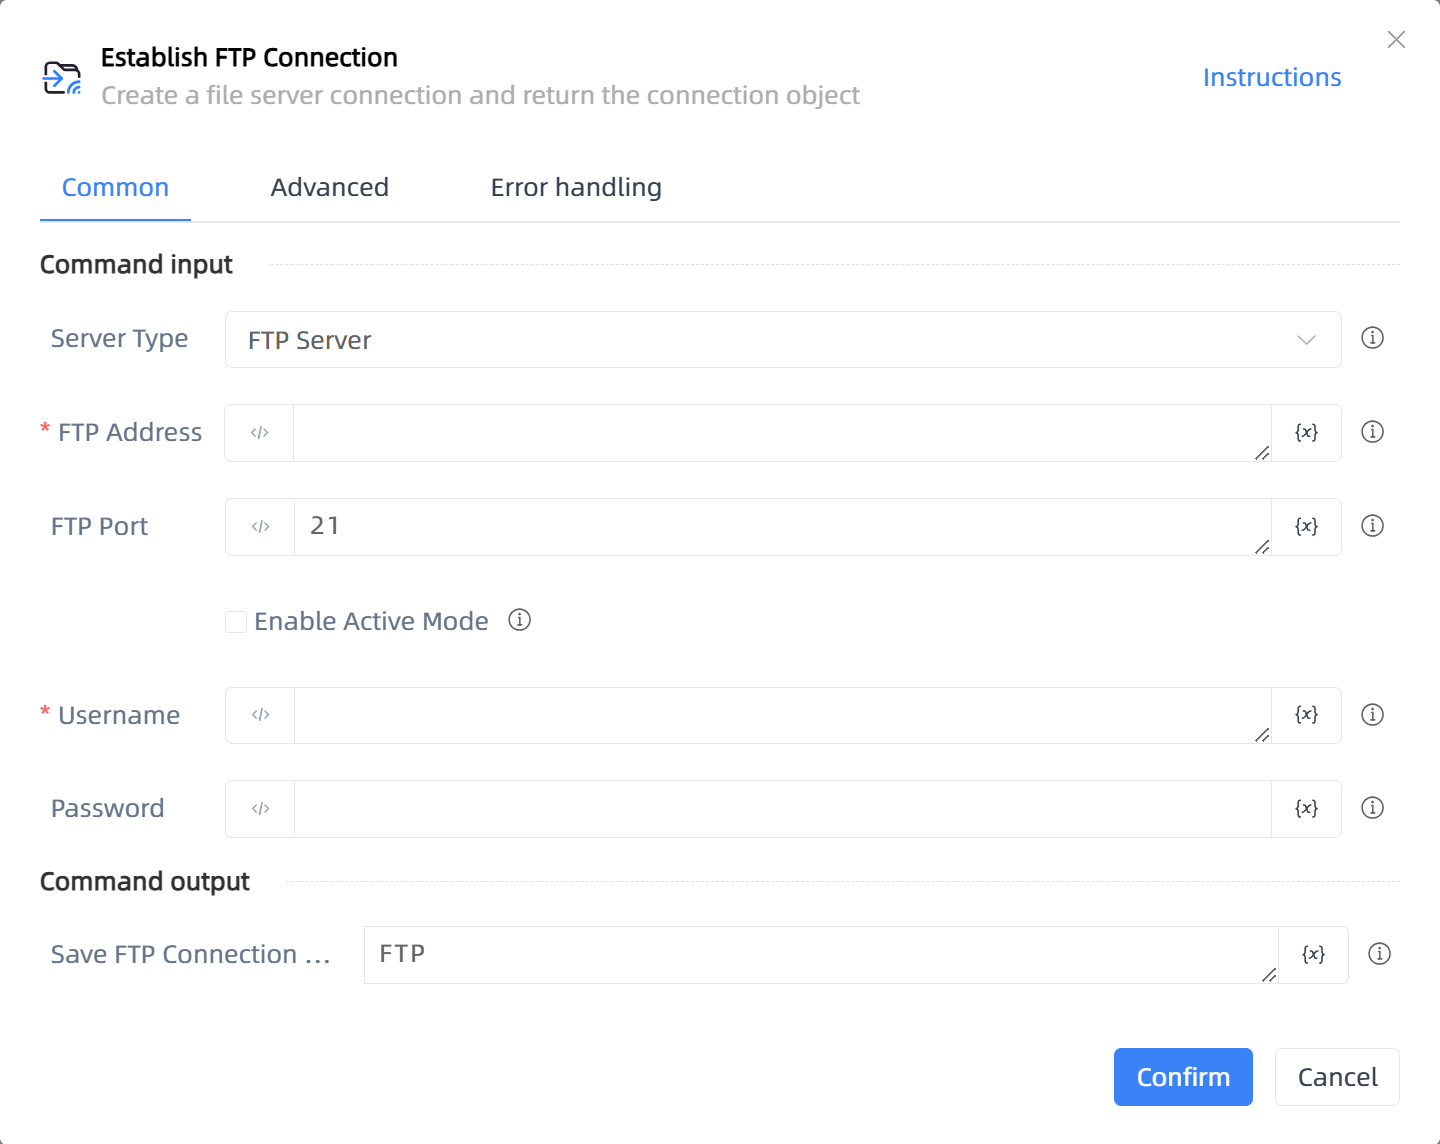 Establish FTP Connection
Create a file server connection and return the connection object
Instructions
Common Advanced Error handling
Command input
Server Type FTP Server
* FTP Address </> {x}
FTP Port </> 21 {x}
Enable Active Mode
* Username </> {x}
Password </> {x}
Command output
Save FTP Connection ... FTP {x}
Confirm Cancel